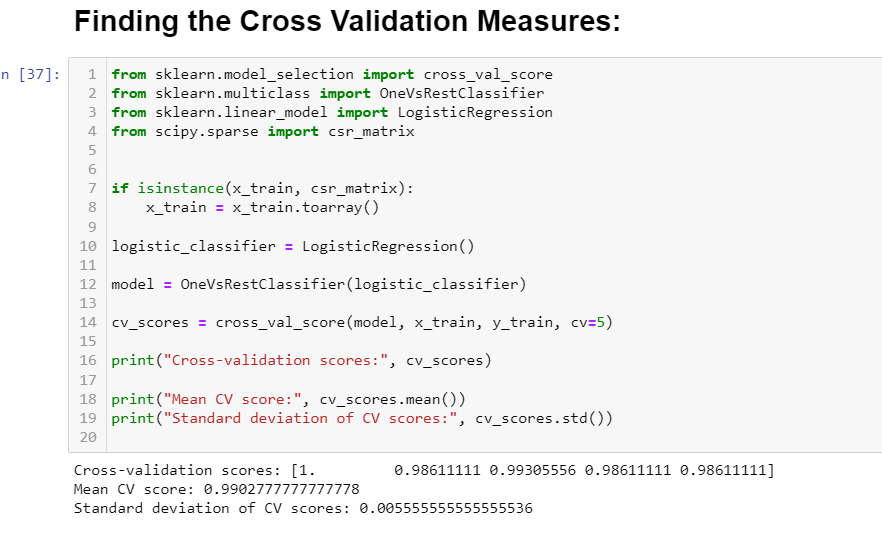 Finding the Cross Validation Measures:
n [37]:
1 from sklearn.model_selection import cross_val_score
2 from sklearn.multiclass import OneVsRestClassifier
3 from sklearn.linear_model import LogisticRegression
4 from scipy.sparse import csr_matrix
5
6
7 if isinstance(x_train, csr_matrix):
8     x_train = x_train.toarray()
9
10 logistic_classifier = LogisticRegression()
11
12 model = OneVsRestClassifier(logistic_classifier)
13
14 cv_scores = cross_val_score(model, x_train, y_train, cv=5)
15
16 print("Cross-validation scores:", cv_scores)
17
18 print("Mean CV score:", cv_scores.mean())
19 print("Standard deviation of CV scores:", cv_scores.std())
20
Cross-validation scores: [1.         0.98611111 0.99305556 0.98611111 0.98611111]
Mean CV score: 0.9902777777777778
Standard deviation of CV scores: 0.005555555555555536